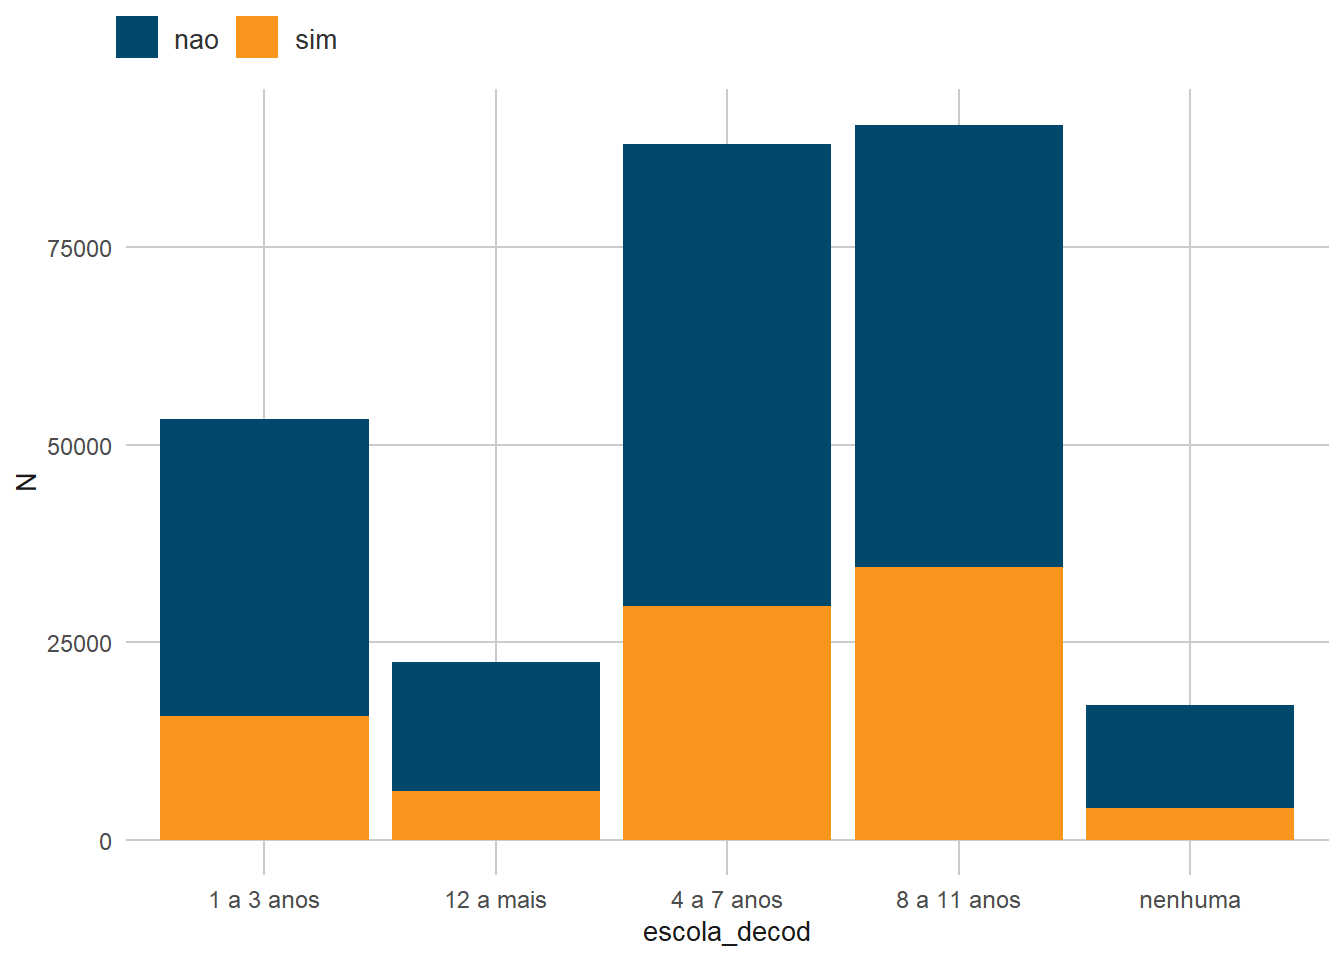 nao sim
75000
50000
25000
0
N
1 a 3 anos 12 a mais 4 a 7 anos 8 a 11 anos nenhuma
escola_decod